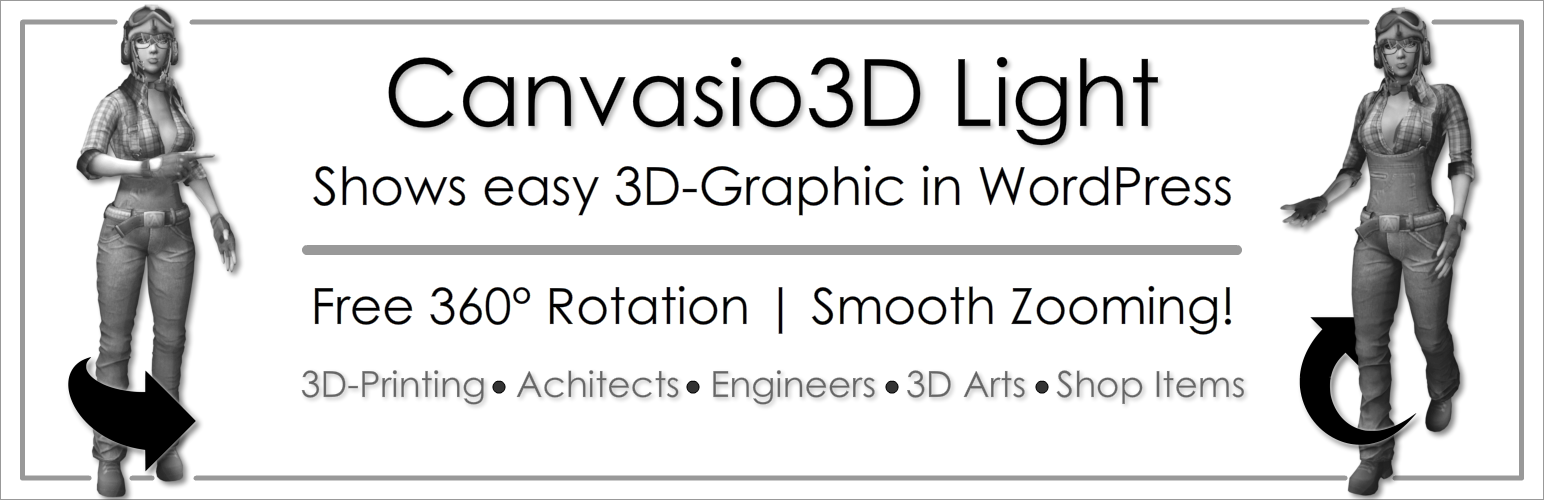 Canvasio3D Light
Shows easy 3D-Graphic in WordPress
Free 360° Rotation | Smooth Zooming!
3D-Printing • Achitects • Engineers • 3D Arts • Shop Items